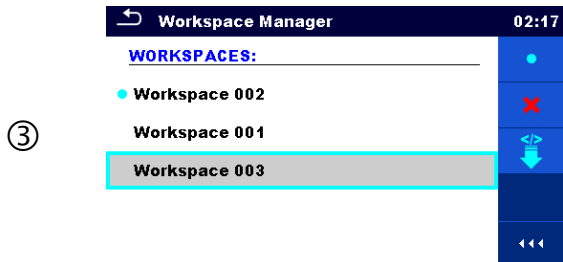 Workspace Manager 02:17
WORKSPACES:
Workspace 002
③
Workspace 001
</>
Workspace 003